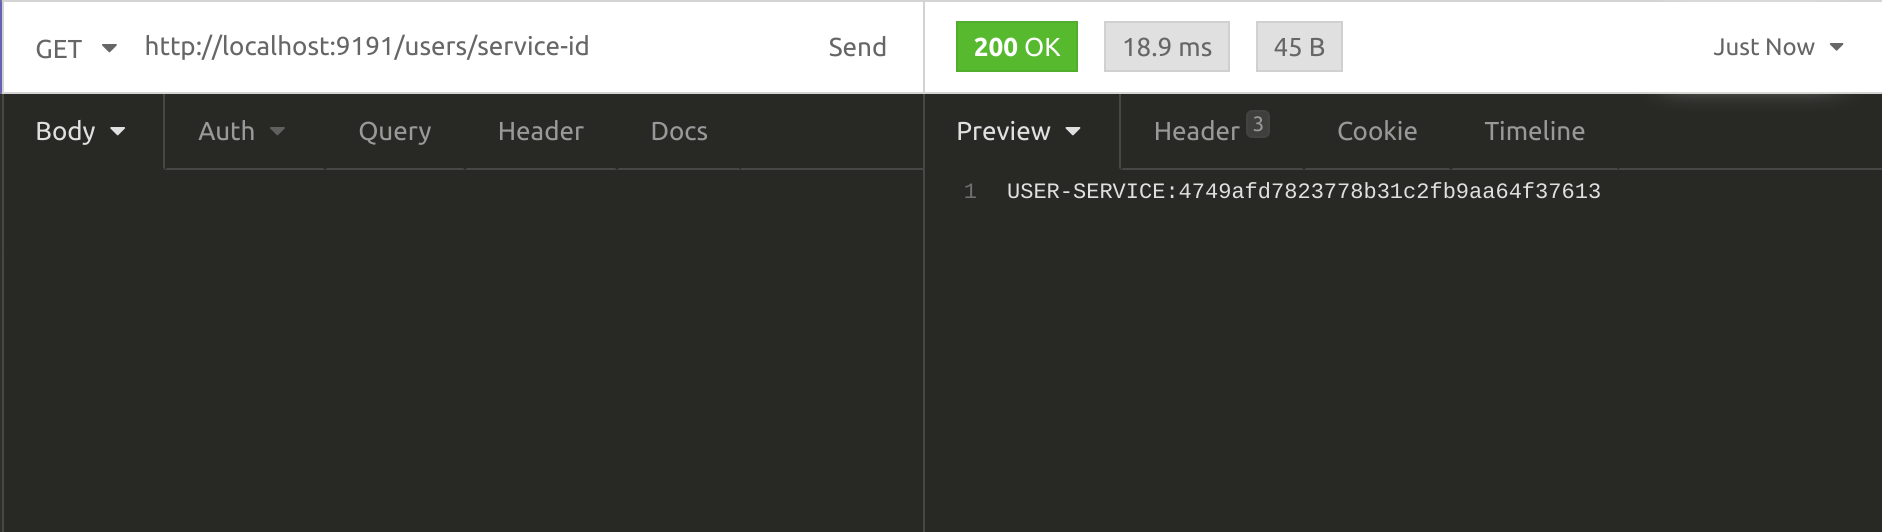 GET http://localhost:9191/users/service-id Send 200 OK 18.9 ms 45 B Just Now
Body Auth Query Header Docs Preview Header 3 Cookie Timeline
1 USER-SERVICE:4749afd7823778b31c2fb9aa64f37613